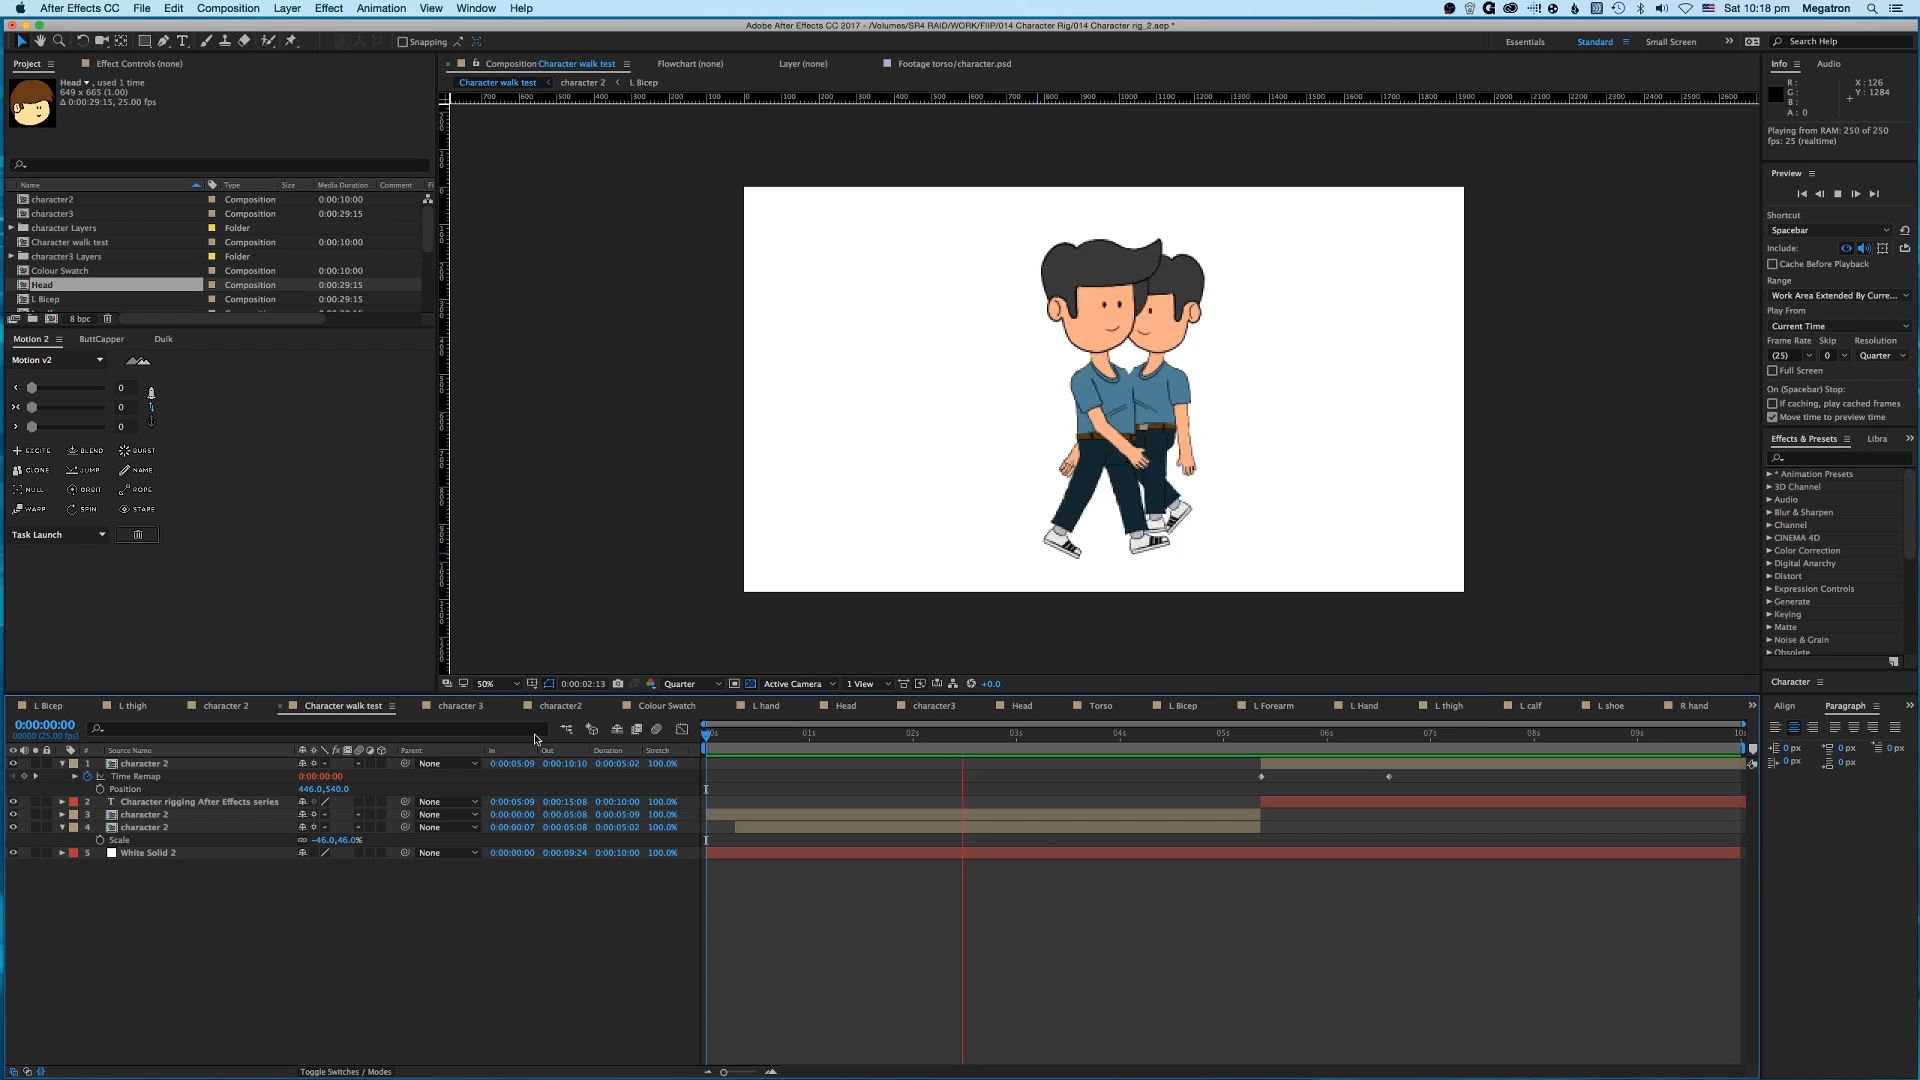 After Effects CC File Edit Composition Layer Effect Animation View Window Help Sat 10:18 pm Megatron
Adobe After Effects CC 2017 - /Volumes/SR4 RAID/WORK/FIIP/014 Character Rig/014 Character rig_2.aep *
Snapping Essentials Standard Small Screen Search Help
Project Effect Controls (none) Composition Character walk test Flowchart (none) Layer (none) Footage torso/character.psd Info Audio
Head , used 1 time
649 x 665 (1.00)
Δ 0:00:29:15, 25.00 fps
Character walk test character 2 L Bicep
R :
G :
B :
A : 0
X : 126
Y : 1284
Playing from RAM: 250 of 250
fps: 25 (realtime)
Name Type Size Media Duration Comment
character2 Composition 0:00:10:00
character3 Composition 0:00:29:15
character Layers Folder
Character walk test Composition 0:00:10:00
character3 Layers Folder
Colour Swatch Composition 0:00:10:00
Head Composition 0:00:29:15
L Bicep Composition 0:00:29:15
8 bpc
Motion 2 ButtCapper Duik
Motion v2
0
0
0
EXCITE BLEND BURST
CLONE JUMP NAME
NULL ORBIT ROPE
WARP SPIN STARE
Task Launch
Preview
Shortcut
Spacebar
Include:
Cache Before Playback
Range
Work Area Extended By Curre...
Play From
Current Time
Frame Rate Skip Resolution
(25) 0 Quarter
Full Screen
On (Spacebar) Stop:
If caching, play cached frames
Move time to preview time
Effects & Presets Libra
* Animation Presets
3D Channel
Audio
Blur & Sharpen
Channel
CINEMA 4D
Color Correction
Digital Anarchy
Distort
Expression Controls
Generate
Keying
Matte
Noise & Grain
Obsolete
Character
Align Paragraph
0 px 0 px 0 px
0 px 0 px
50% 0:00:02:13 Quarter Active Camera 1 View +0.0
L Bicep L thigh character 2 Character walk test character 3 character2 Colour Swatch L hand Head character3 Head Torso L Bicep L Forearm L Hand L thigh L calf L shoe R hand
0:00:00:00
00000 (25.00 fps)
01s 02s 03s 04s 05s 06s 07s 08s 09s
# Source Name Parent In Out Duration Stretch
1 character 2 None 0:00:05:09 0:00:10:10 0:00:05:02 100.0%
Time Remap 0:00:00:00
Position 446.0,540.0
2 T Character rigging After Effects series None 0:00:05:09 0:00:15:08 0:00:10:00 100.0%
3 character 2 None 0:00:00:00 0:00:05:08 0:00:05:09 100.0%
4 character 2 None 0:00:00:07 0:00:05:08 0:00:05:02 100.0%
Scale -46.0,46.0%
5 White Solid 2 None 0:00:00:00 0:00:09:24 0:00:10:00 100.0%
Toggle Switches / Modes